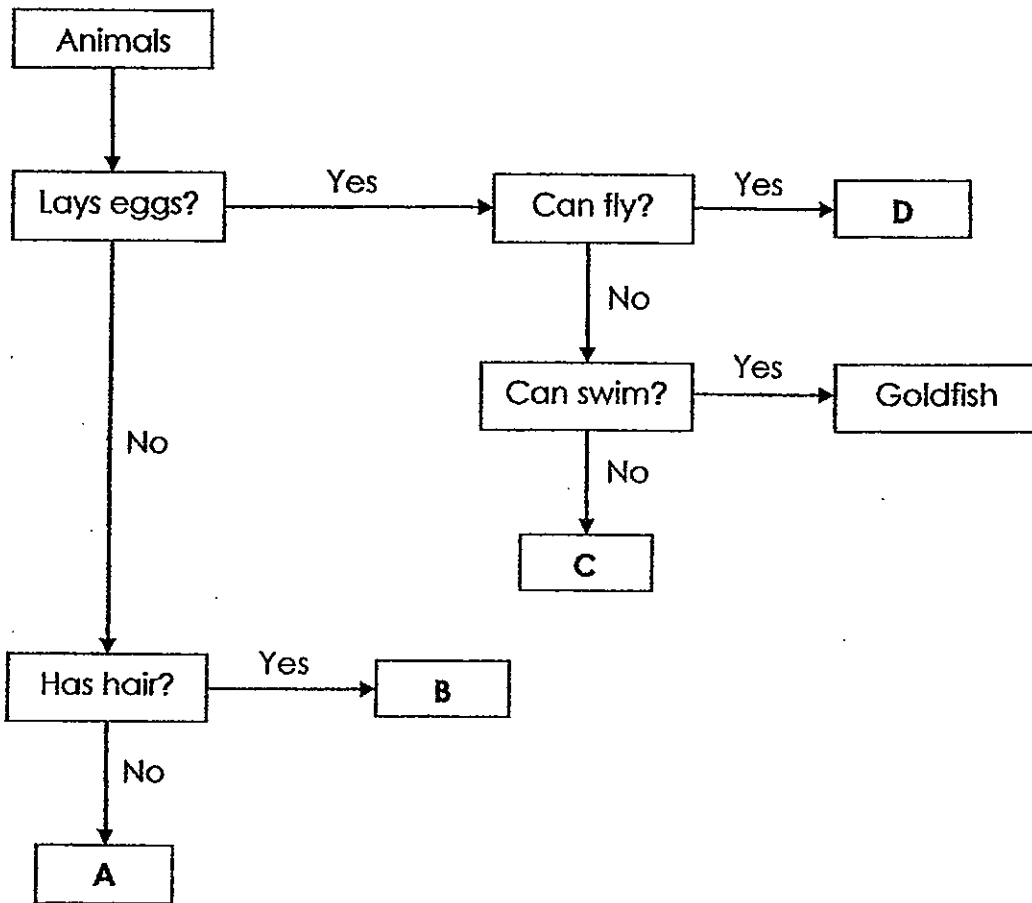 Animals
Lays eggs?
Yes
Can fly?
Yes
D
No
Can swim?
Yes
Goldfish
No
No
C
Has hair?
Yes
B
No
A